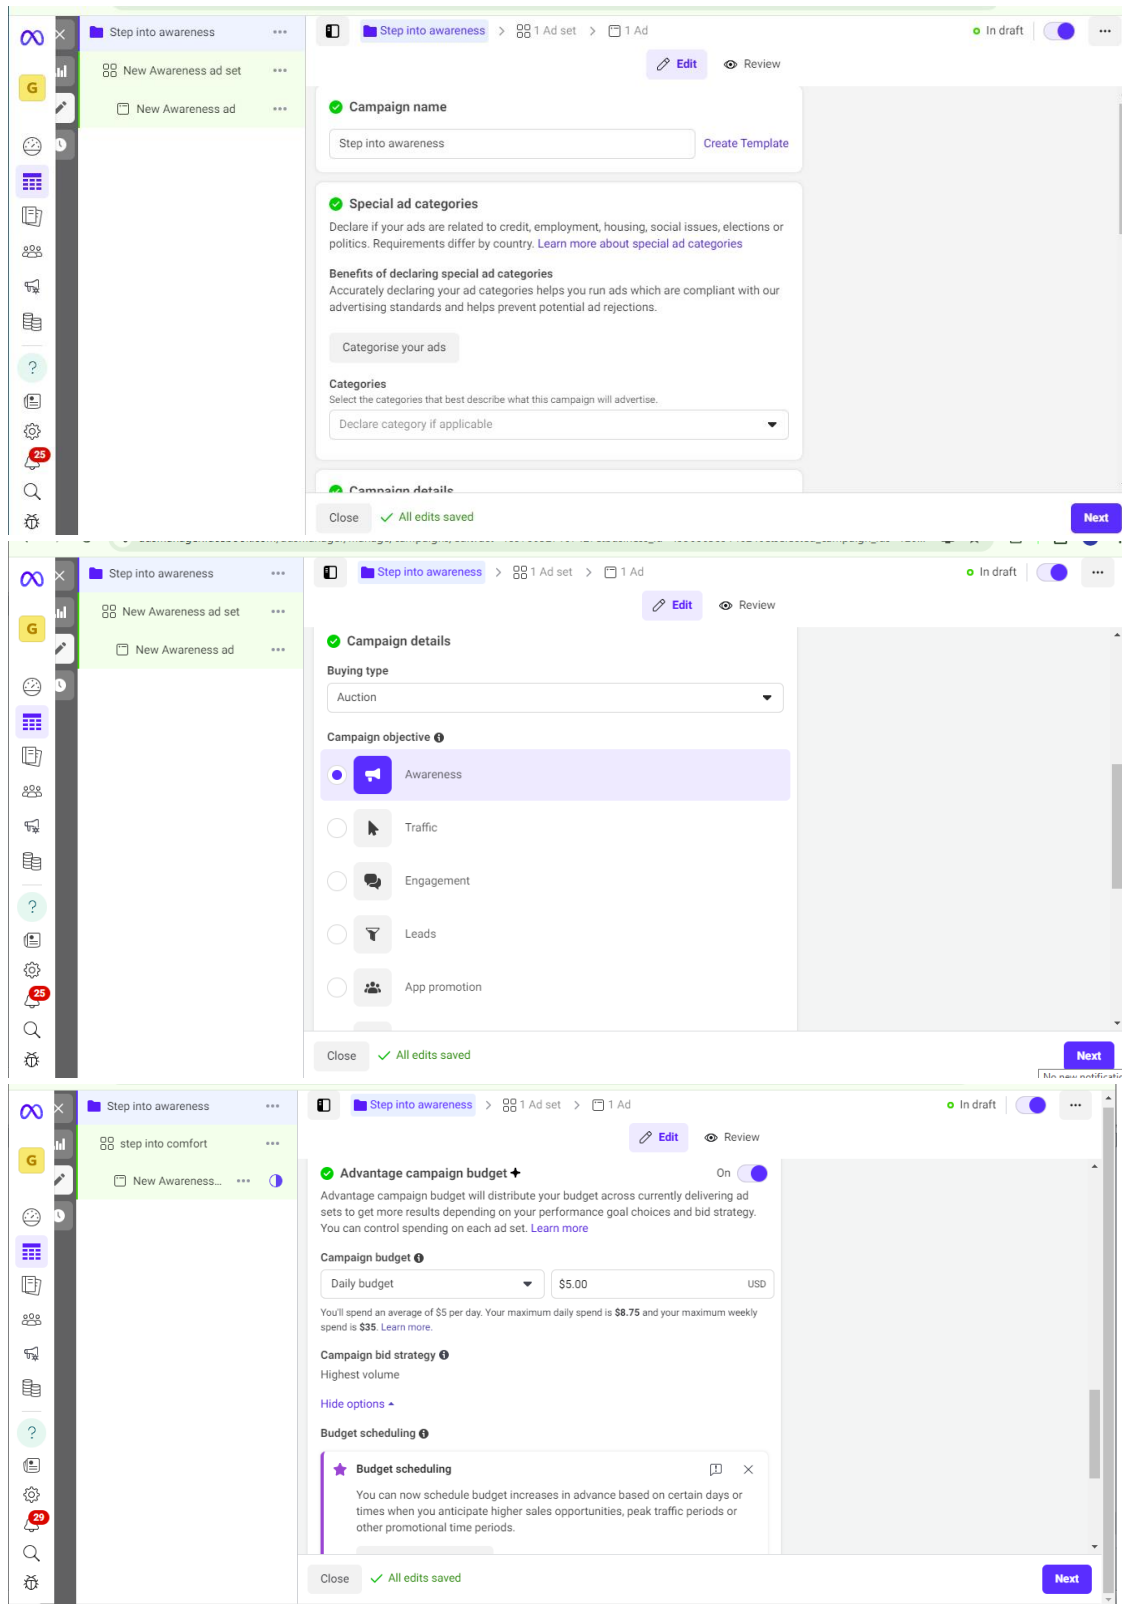 Step into awareness
Step into awareness > 1 Ad set > 1 Ad
In draft
New Awareness ad set
Edit
Review
G
New Awareness ad
Campaign name
Step into awareness
Create Template
Special ad categories
Declare if your ads are related to credit, employment, housing, social issues, elections or
politics. Requirements differ by country. Learn more about special ad categories
Benefits of declaring special ad categories
Accurately declaring your ad categories helps you run ads which are compliant with our
advertising standards and helps prevent potential ad rejections.
Categorise your ads
?
Categories
Select the categories that best describe what this campaign will advertise.
Declare category if applicable
25
Campaign details
Close
All edits saved
Next
Step into awareness
Step into awareness > 1 Ad set > 1 Ad
In draft
New Awareness ad set
Edit
Review
G
New Awareness ad
Campaign details
Buying type
Auction
Campaign objective
Awareness
Traffic
Engagement
?
Leads
App promotion
25
Close
All edits saved
Next
Step into awareness
Step into awareness > 1 Ad set > 1 Ad
In draft
step into comfort
Edit
Review
G
New Awareness...
Advantage campaign budget
On
Advantage campaign budget will distribute your budget across currently delivering ad
sets to get more results depending on your performance goal choices and bid strategy.
You can control spending on each ad set. Learn more
Campaign budget
Daily budget
$5.00
USD
You'll spend an average of $5 per day. Your maximum daily spend is $8.75 and your maximum weekly
spend is $35. Learn more.
Campaign bid strategy
Highest volume
Hide options
?
Budget scheduling
Budget scheduling
You can now schedule budget increases in advance based on certain days or
times when you anticipate higher sales opportunities, peak traffic periods or
other promotional time periods.
29
Close
All edits saved
Next